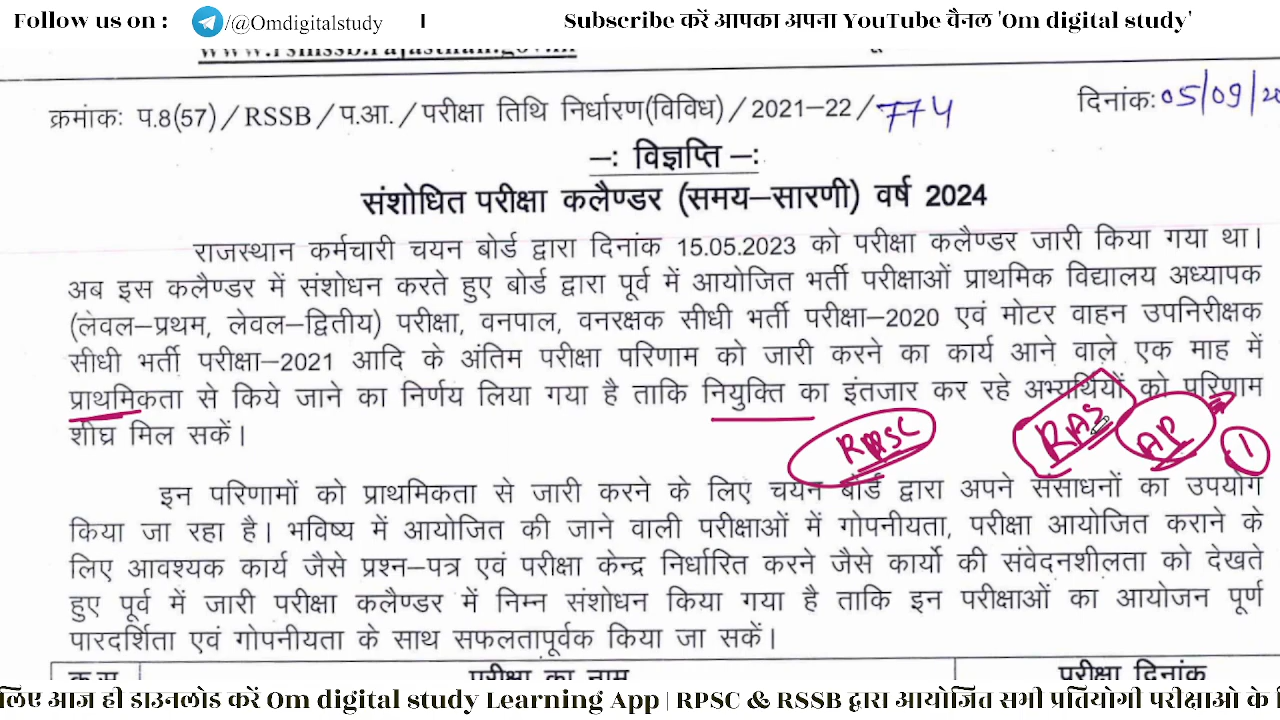 Follow us on : /@Omdigitalstudy I Subscribe करें आपका अपना YouTube चैनल 'Om digital study'
www.rsmssb.rajasthan.gov.in
क्रमांकः प.8(57)/RSSB/प.आ./परीक्षा तिथि निर्धारण(विविध)/2021–22/774 दिनांकः 05/09/20
–: विज्ञप्ति –:
संशोधित परीक्षा कलैण्डर (समय–सारणी) वर्ष 2024
राजस्थान कर्मचारी चयन बोर्ड द्वारा दिनांक 15.05.2023 को परीक्षा कलैण्डर जारी किया गया था।
अब इस कलैण्डर में संशोधन करते हुए बोर्ड द्वारा पूर्व में आयोजित भर्ती परीक्षाओं प्राथमिक विद्यालय अध्यापक
(लेवल–प्रथम, लेवल–द्वितीय) परीक्षा, वनपाल, वनरक्षक सीधी भर्ती परीक्षा–2020 एवं मोटर वाहन उपनिरीक्षक
सीधी भर्ती परीक्षा–2021 आदि के अंतिम परीक्षा परिणाम को जारी करने का कार्य आने वाले एक माह में
प्राथमिकता से किये जाने का निर्णय लिया गया है ताकि नियुक्ति का इंतजार कर रहे अभ्यर्थियों को परिणाम
शीघ्र मिल सकें।
RPSC RAS AP 1
इन परिणामों को प्राथमिकता से जारी करने के लिए चयन बोर्ड द्वारा अपने संसाधनों का उपयोग
किया जा रहा है। भविष्य में आयोजित की जाने वाली परीक्षाओं में गोपनीयता, परीक्षा आयोजित कराने के
लिए आवश्यक कार्य जैसे प्रश्न–पत्र एवं परीक्षा केन्द्र निर्धारित करने जैसे कार्यो की संवेदनशीलता को देखते
हुए पूर्व में जारी परीक्षा कलैण्डर में निम्न संशोधन किया गया है ताकि इन परीक्षाओं का आयोजन पूर्ण
पारदर्शिता एवं गोपनीयता के साथ सफलतापूर्वक किया जा सकें।
क.स. परीक्षा का नाम परीक्षा दिनांक
लिए आज ही डाउनलोड करें Om digital study Learning App | RPSC & RSSB द्वारा आयोजित सभी प्रतियोगी परीक्षाओ के